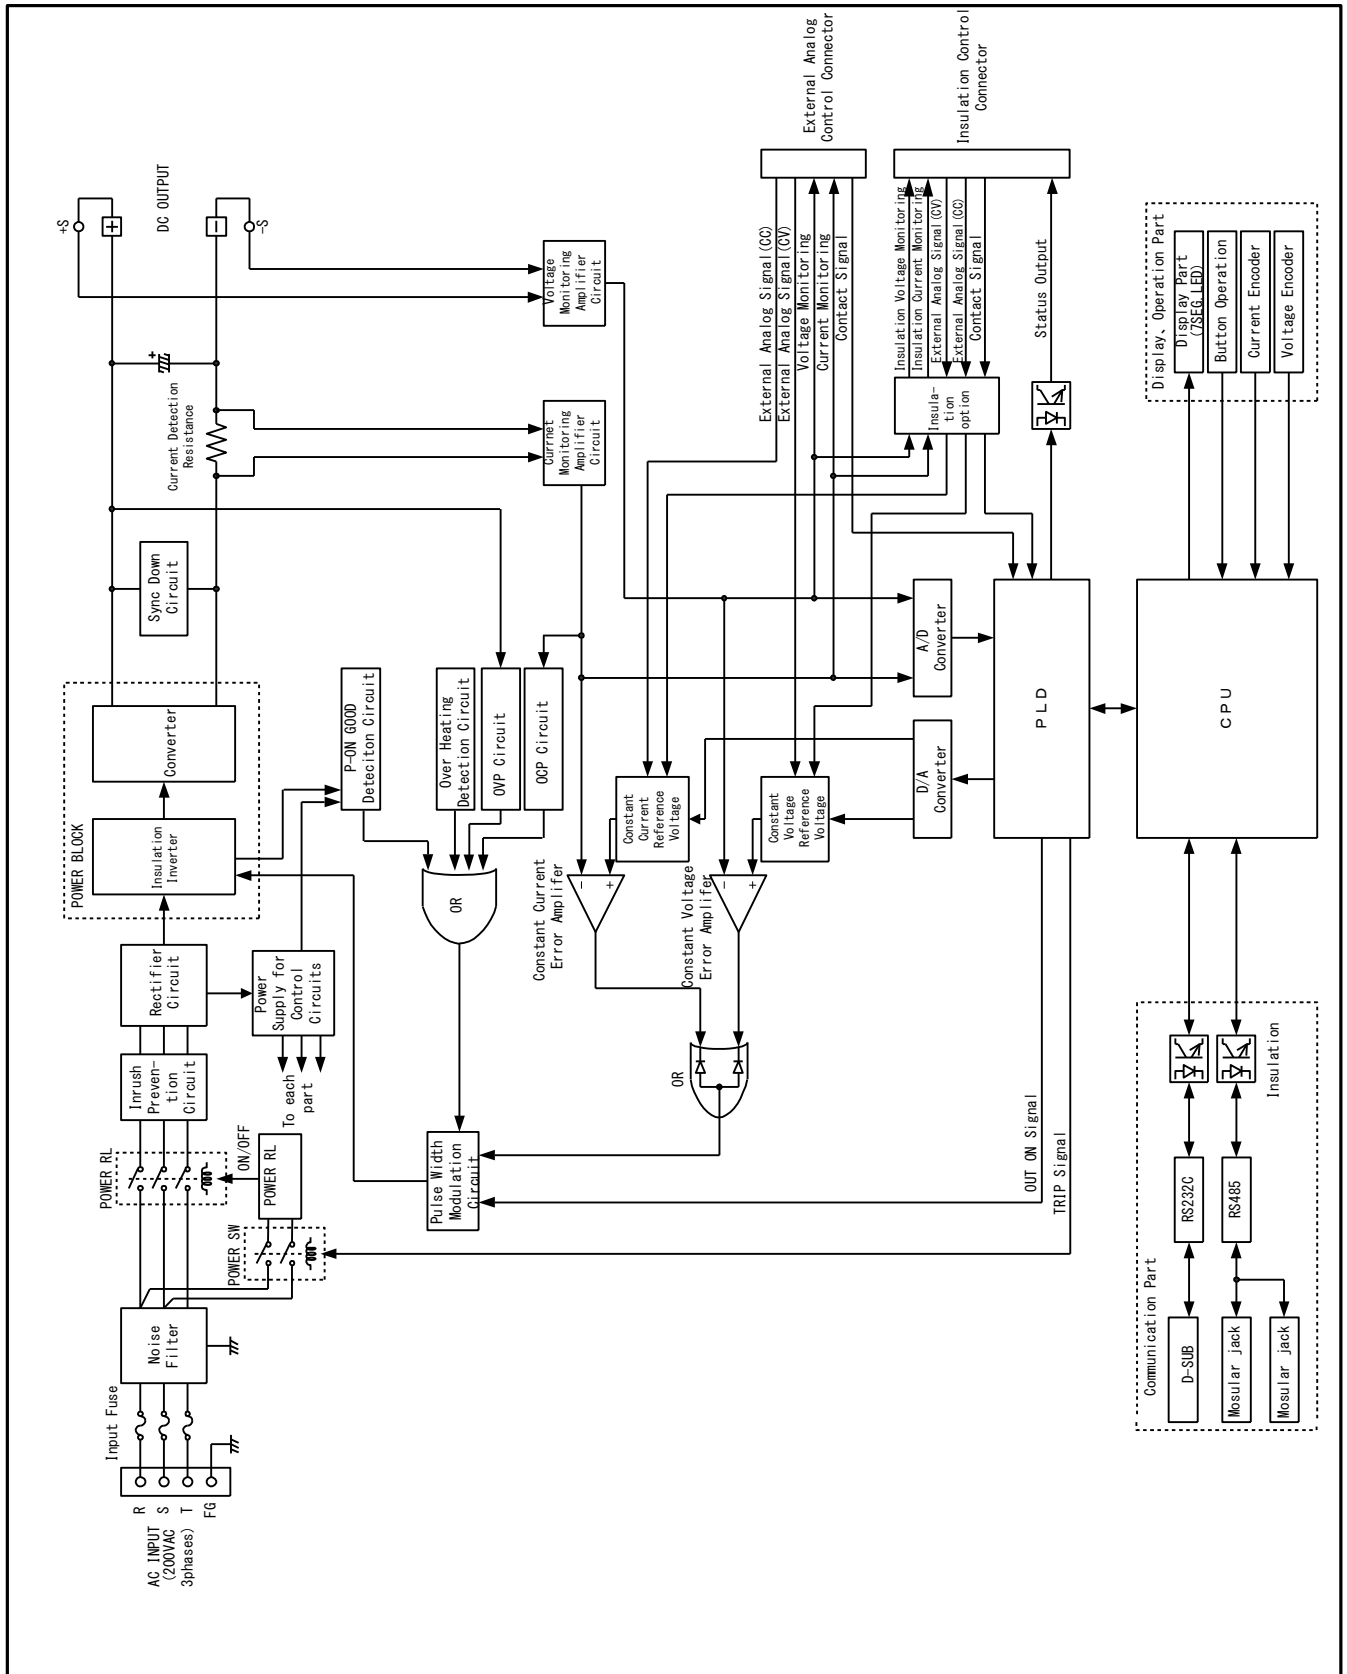 AC INPUT
(200VAC
3phases)
R
S
T
FG
Input Fuse
Noise
Filter
POWER RL
ON/OFF
POWER RL
POWER SW
Inrush
Preven-
tion
Circuit
Rectifier
Circuit
Power
Supply for
Control
Circuits
To each
part
POWER BLOCK
Insulation
Inverter
Converter
Sync Down
Circuit
Current Detection
Resistance
+
+S
+
DC OUTPUT
-
-S
P-ON GOOD
Deteciton Circuit
Over Heating
Detection Circuit
OVP Circuit
OCP Circuit
OR
Currnet
Monitoring
Amplifier
Circuit
Voltage
Monitoring
Amplifier
Circuit
Pulse Width
Modulation
Circuit
OR
Constant Current
Error Amplifer
-
+
Constant Voltage
Error Amplifer
-
+
Constant
Current
Reference
Voltage
Constant
Voltage
Reference
Voltage
External Analog Signal(CC)
External Analog Signal(CV)
Voltage Monitoring
Current Monitoring
Contact Signal
External Analog
Control Connector
Insulation Voltage Monitoring
Insulation Current Monitoring
External Analog Signal(CV)
External Analog Signal(CC)
Contact Signal
Insulation Control
Connector
Insula-
tion
option
Status Output
D/A
Converter
A/D
Converter
OUT ON Signal
TRIP Signal
PLD
CPU
Display、Operation Part
Display Part
(7SEG.LED)
Button Operation
Current Encoder
Voltage Encoder
Communication Part
D-SUB
RS232C
Mosular jack
RS485
Mosular jack
Insulation